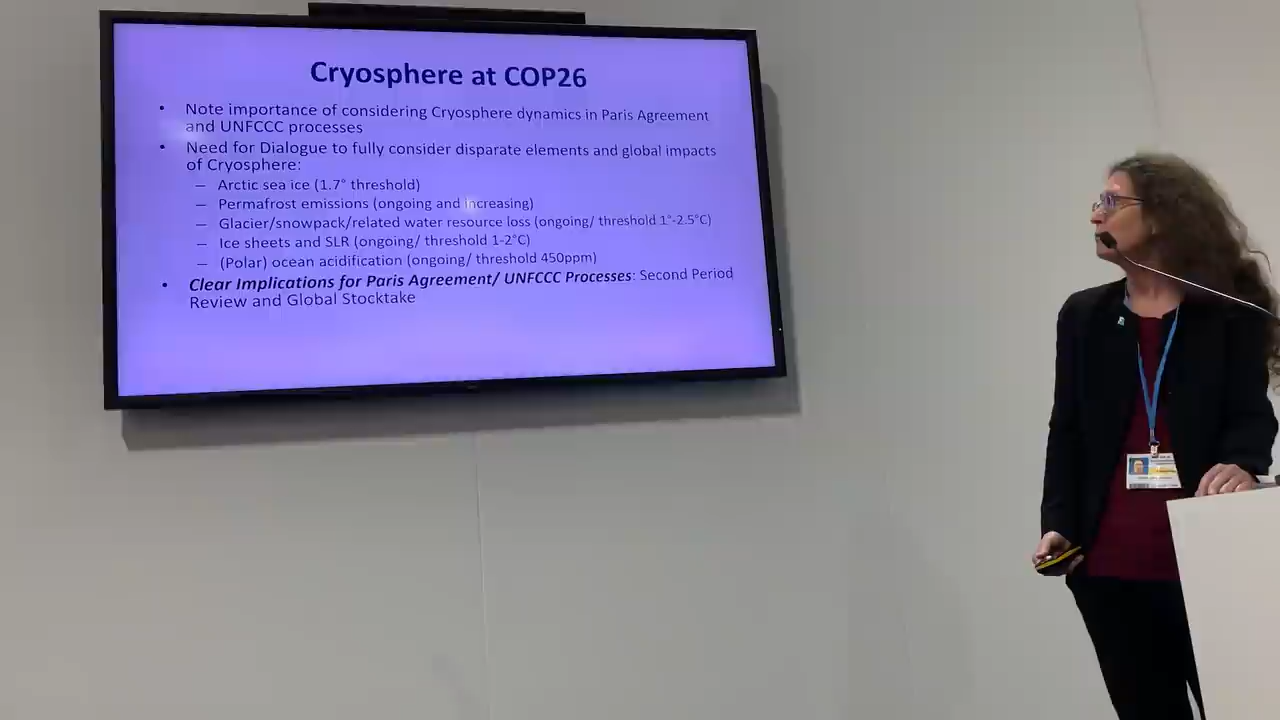 Cryosphere at COP26
• Note importance of considering Cryosphere dynamics in Paris Agreement
and UNFCCC processes
• Need for Dialogue to fully consider disparate elements and global impacts
of Cryosphere:
– Arctic sea ice (1.7° threshold)
– Permafrost emissions (ongoing and increasing)
– Glacier/snowpack/related water resource loss (ongoing/ threshold 1°-2.5°C)
– Ice sheets and SLR (ongoing/ threshold 1-2°C)
– (Polar) ocean acidification (ongoing/ threshold 450ppm)
• Clear Implications for Paris Agreement/ UNFCCC Processes: Second Period
Review and Global Stocktake